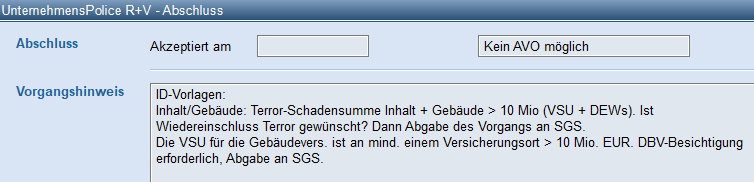 UnternehmensPolice R+V - Abschluss
Abschluss Akzeptiert am Kein AVO möglich
Vorgangshinweis
ID-Vorlagen:
Inhalt/Gebäude: Terror-Schadensumme Inhalt + Gebäude > 10 Mio (VSU + DEWs). Ist
Wiedereinschluss Terror gewünscht? Dann Abgabe des Vorgangs an SGS.
Die VSU für die Gebäudevers. ist an mind. einem Versicherungsort > 10 Mio. EUR. DBV-Besichtigung
erforderlich, Abgabe an SGS.